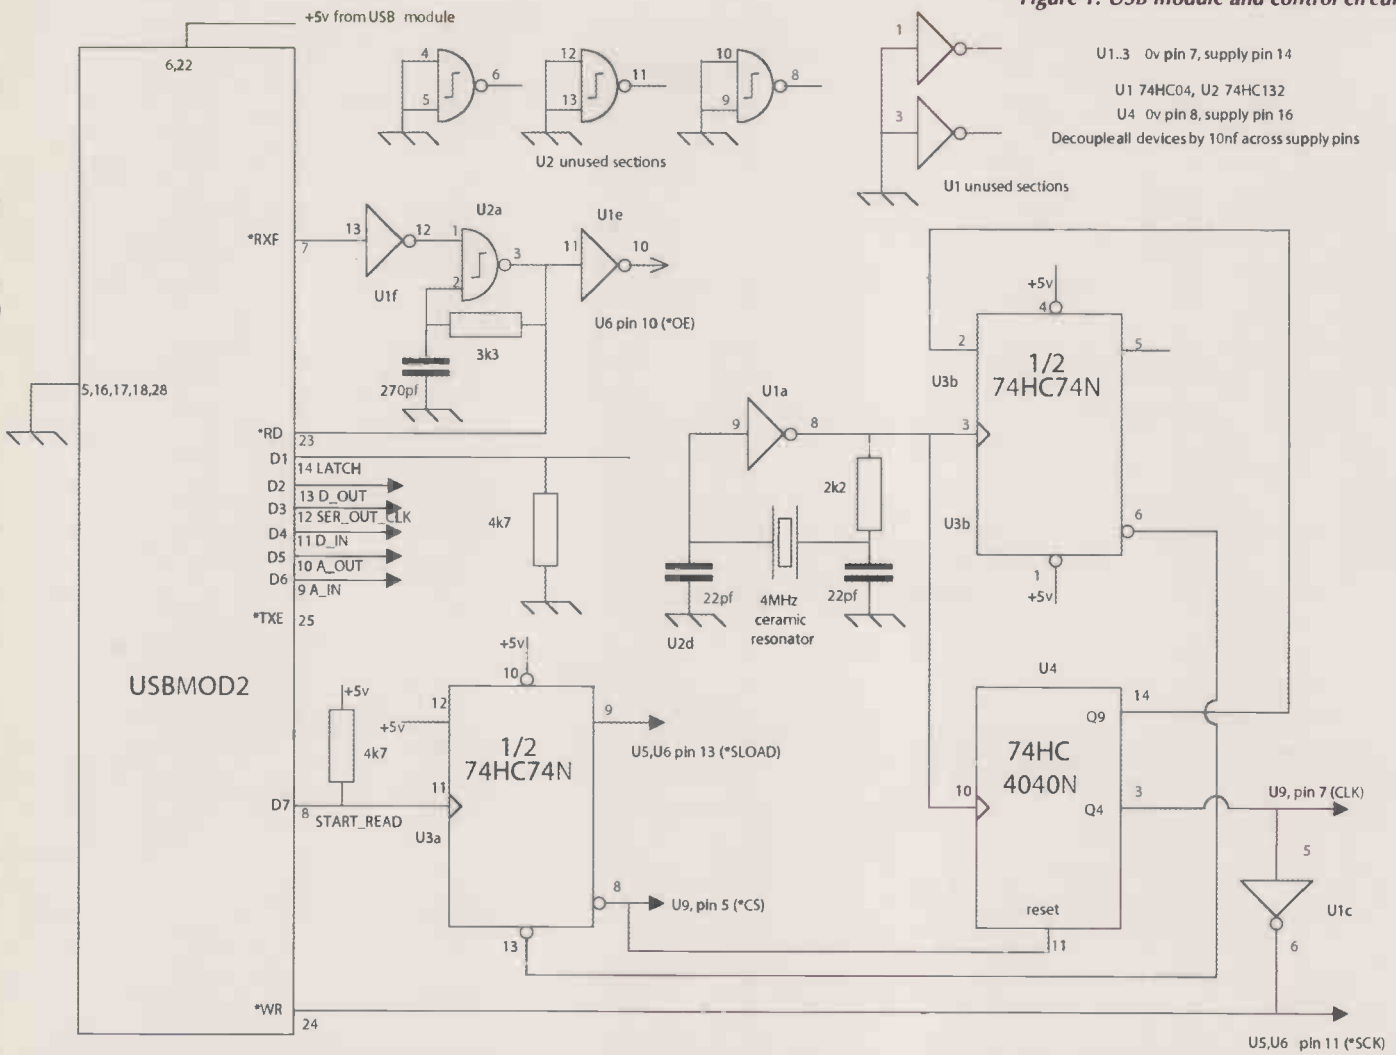 Figure 1: USB module and control circui
+5v from USB module
6,22
4
5
6
12
13
11
10
9
8
U2 unused sections
1
3
U1 unused sections
U1..3 0v pin 7, supply pin 14
U1 74HC04, U2 74HC132
U4 0v pin 8, supply pin 16
Decouple all devices by 10nf across supply pins
*RXF
7
13
12
U1f
U2a
1
2
3
U1e
11
10
U6 pin 10 (*OE)
3k3
270pf
5,16,17,18,28
*RD
23
D1
14 LATCH
D2
13 D_OUT
D3
12 SER_OUT_CLK
D4
11 D_IN
D5
10 A_OUT
D6
9 A_IN
*TXE
25
4k7
USBMOD2
U1a
9
8
2k2
22pf
4MHz
ceramic
resonator
22pf
U2d
+5v
4
2
5
1/2
74HC74N
U3b
3
U3b
6
1
+5v
+5v
10
12
+5v
9
U5,U6 pin 13 (*SLOAD)
1/2
74HC74N
+5v
4k7
11
D7
8
START_READ
U3a
8
U9, pin 5 (*CS)
13
U4
14
Q9
74HC
4040N
10
Q4
3
U9, pin 7 (CLK)
reset
11
5
U1c
6
*WR
24
U5,U6 pin 11 (*SCK)